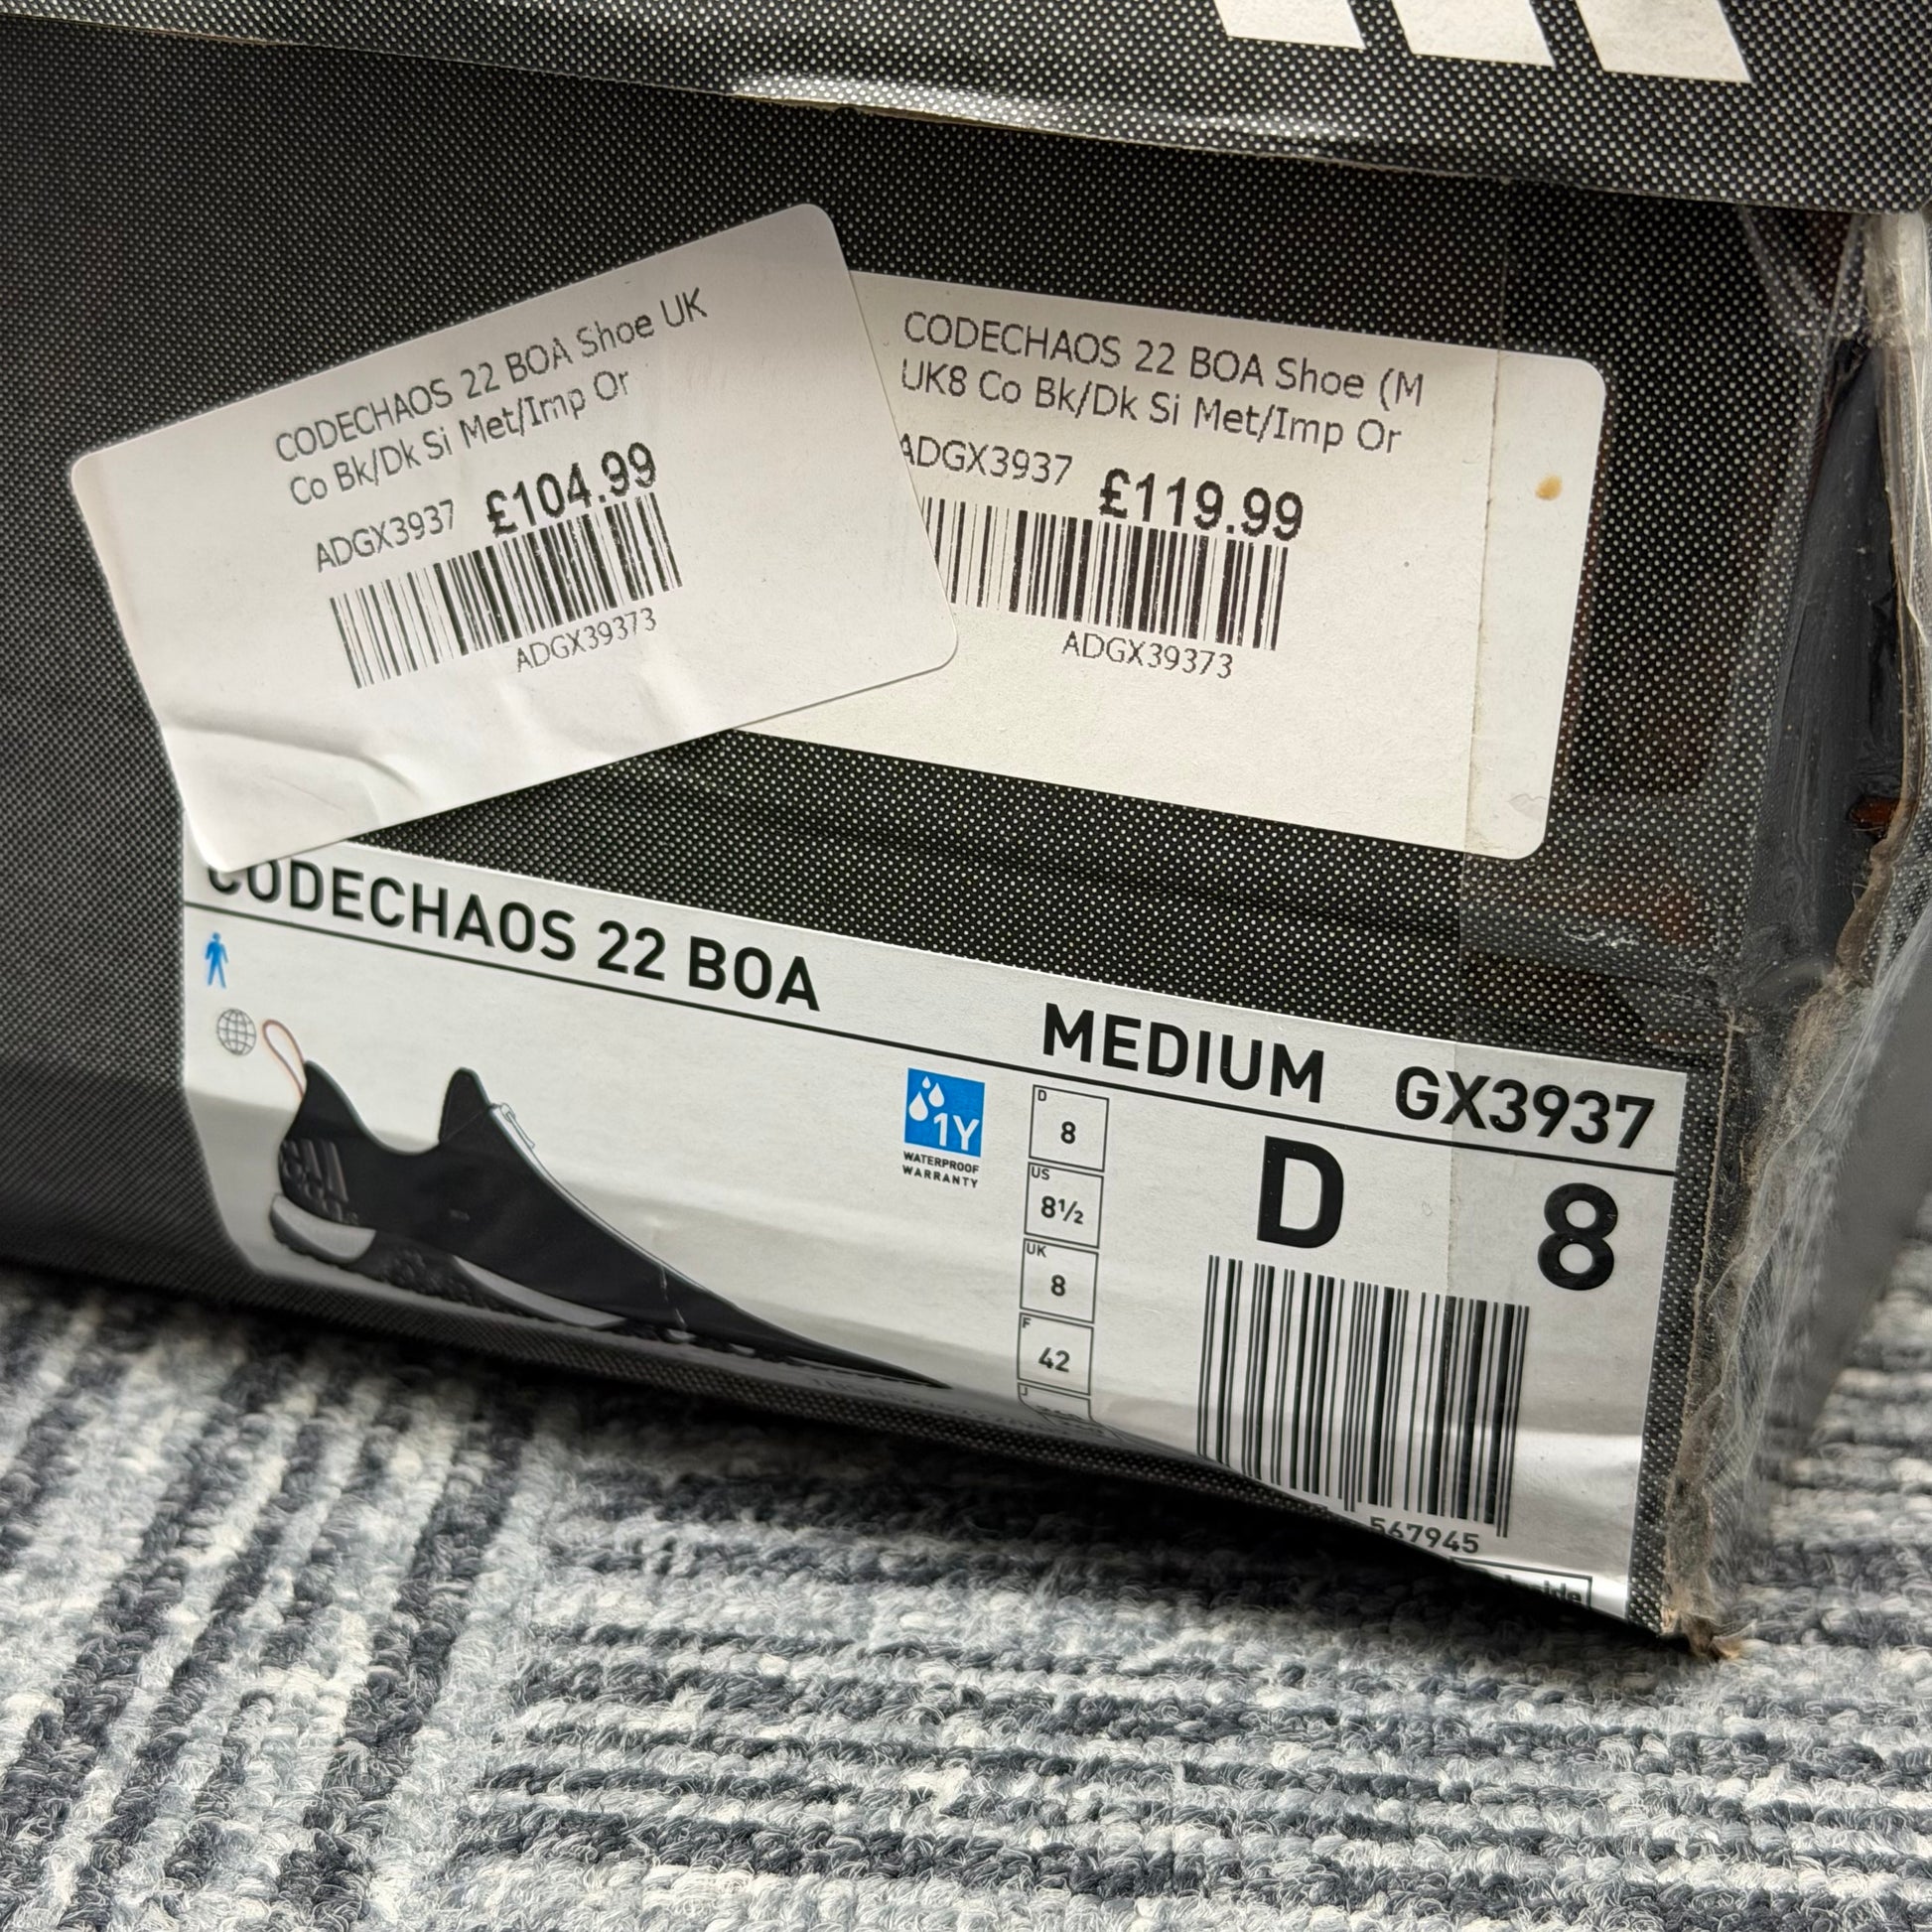 CODECHAOS 22 BOA Shoe UK
Co Bk/Dk Si Met/Imp Or
ADGX3937 £104.99
ADGX39373
CODECHAOS 22 BOA Shoe (M
UK8 Co Bk/Dk Si Met/Imp Or
ADGX3937 £119.99
ADGX39373
CODECHAOS 22 BOA
MEDIUM GX3937
1Y
WATERPROOF
WARRANTY
D
8
US
8½
UK
8
F
42
J
D 8
567945